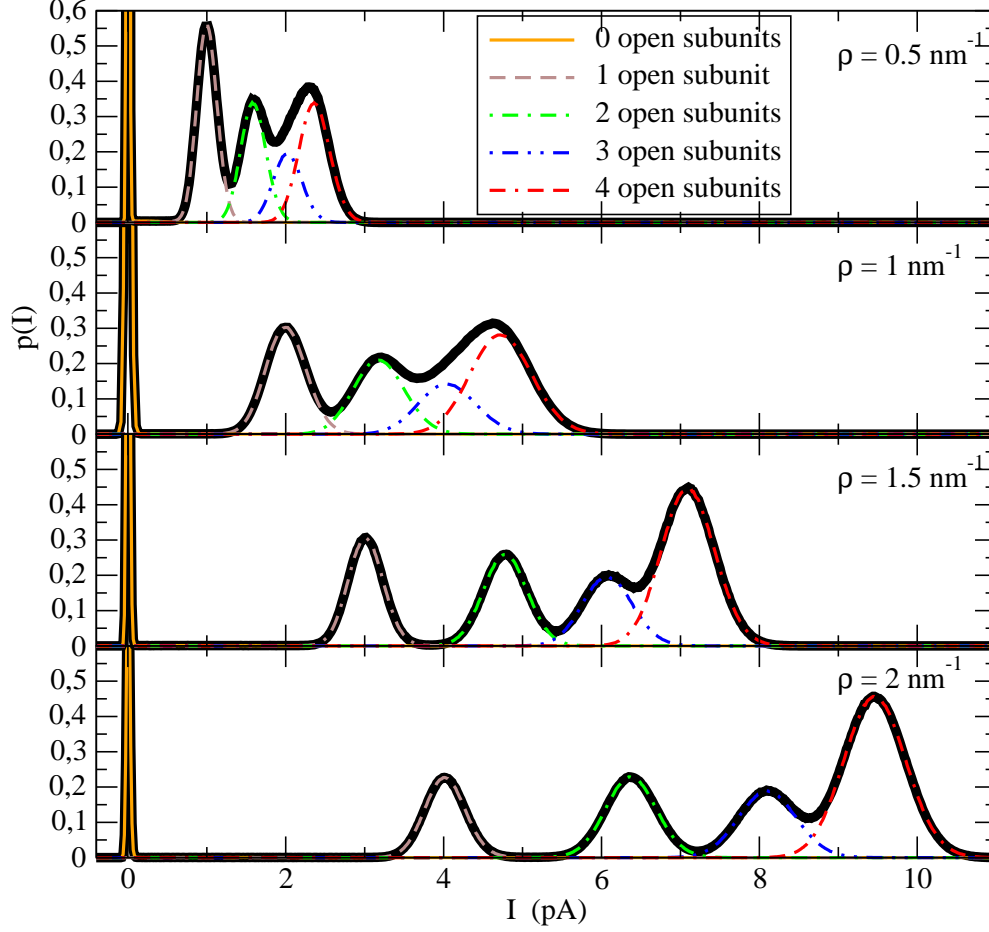 0,6
0,5
0,4
0,3
0,2
0,1
0
0 open subunits
1 open subunit
2 open subunits
3 open subunits
4 open subunits
ρ = 0.5 nm⁻¹
0,5
0,4
0,3
0,2
0,1
0
ρ = 1 nm⁻¹
p(I)
0,5
0,4
0,3
0,2
0,1
0
ρ = 1.5 nm⁻¹
0,5
0,4
0,3
0,2
0,1
0
ρ = 2 nm⁻¹
0 2 4 6 8 10
I (pA)